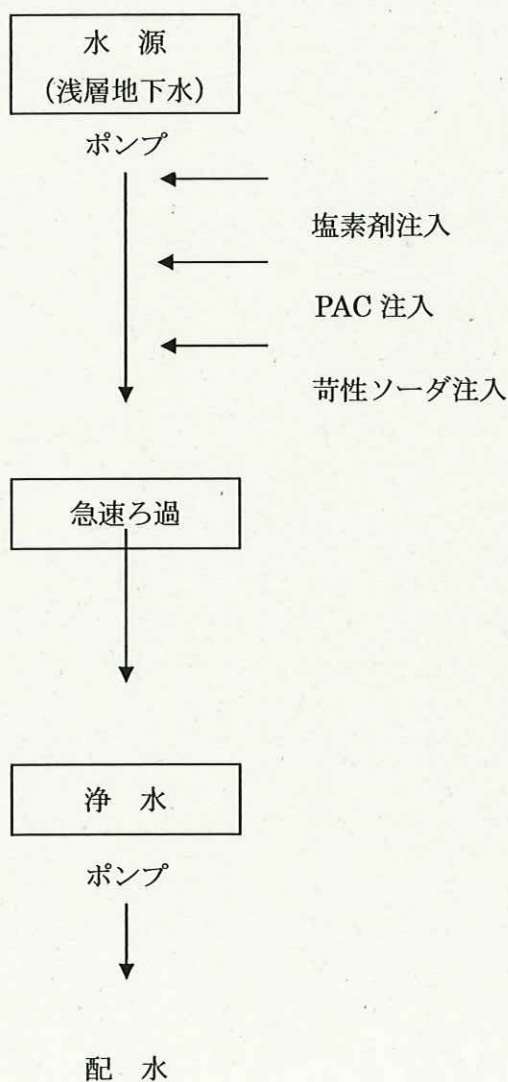 水 源
(浅層地下水)
ポンプ
塩素剤注入
PAC 注入
苛性ソーダ注入
急速ろ過
浄 水
ポンプ
配 水